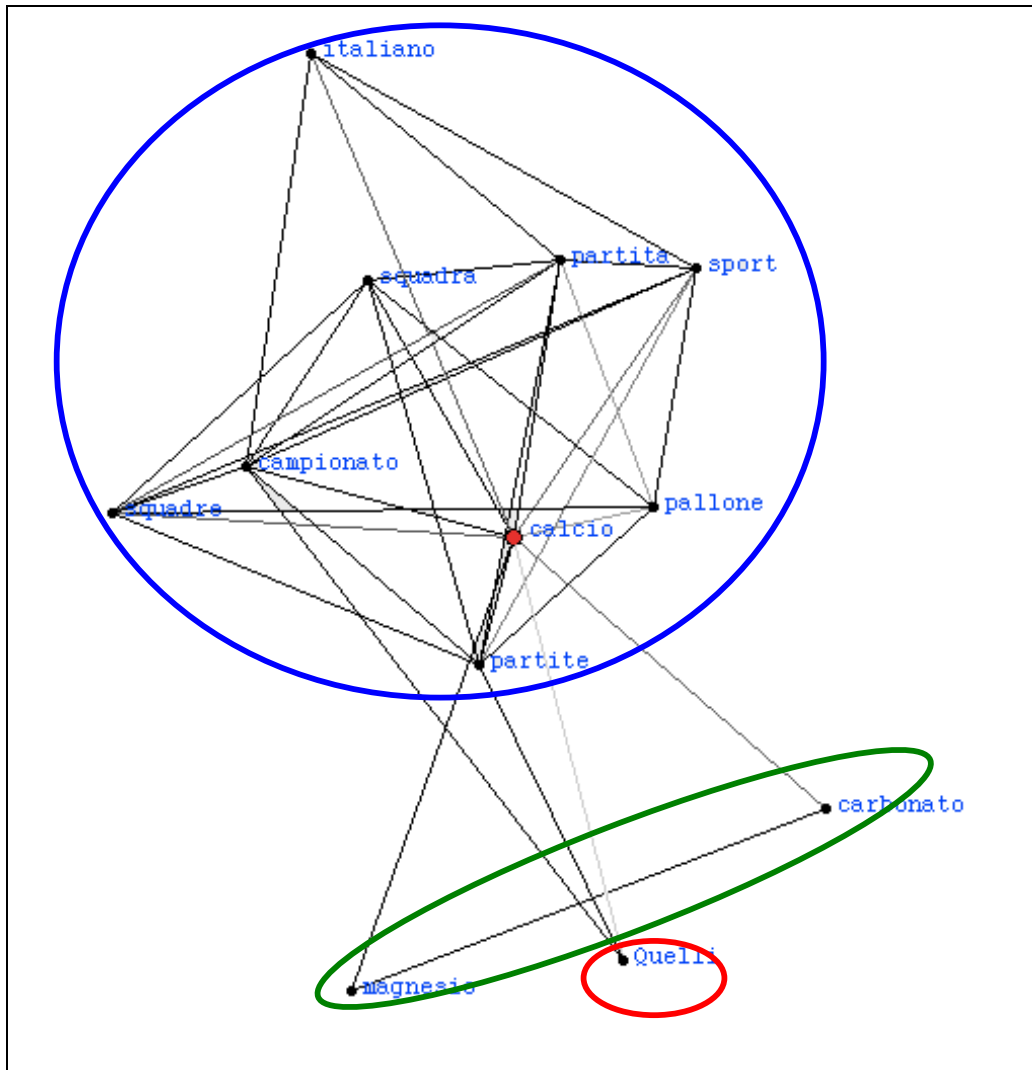 italiano
partita
sport
squadra
campionato
pallone
squadre
calcio
partite
carbonato
Quelli
magnesio